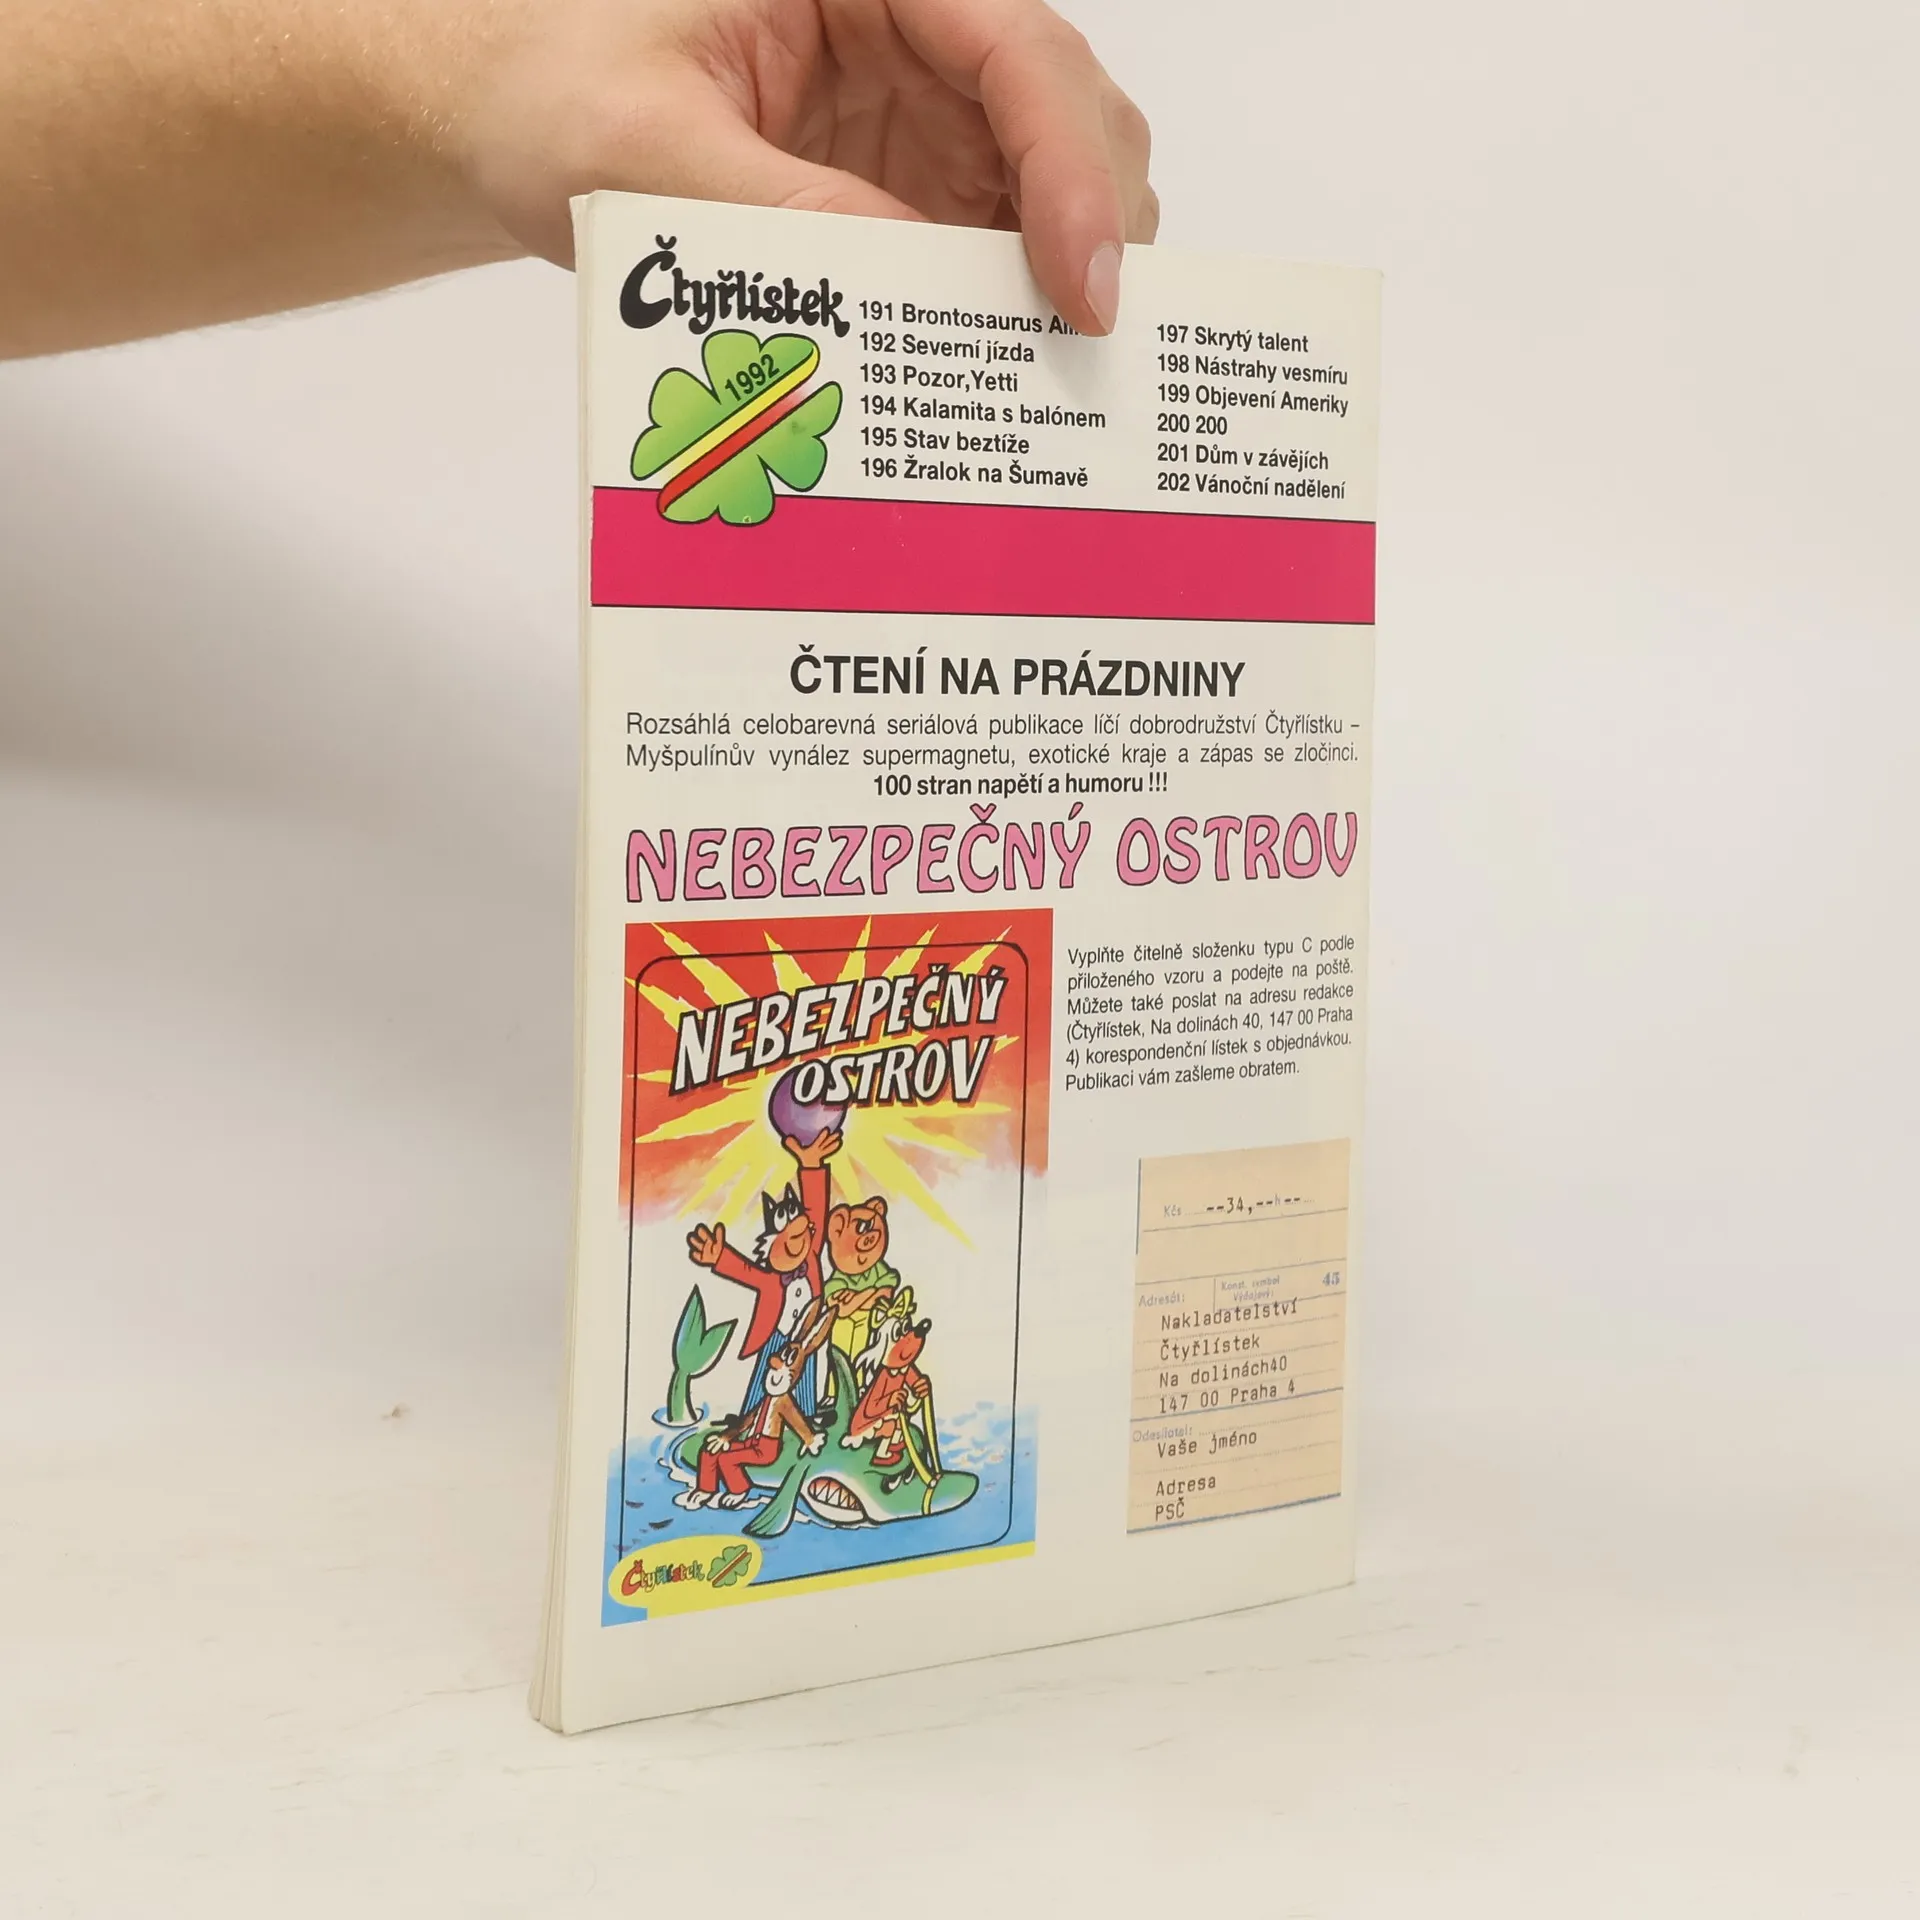 Čtyřlístek
1992
191 Brontosaurus
192 Severní jízda
193 Pozor,Yetti
194 Kalamita s balónem
195 Stav beztíže
196 Žralok na Šumavě
197 Skrytý talent
198 Nástrahy vesmíru
199 Objevení Ameriky
200 200
201 Dům v závějích
202 Vánoční nadělení
ČTENÍ NA PRÁZDNINY
Rozsáhlá celobarevná seriálová publikace líčí dobrodružství Čtyřlístku –
Myšpulínův vynález supermagnetu, exotické kraje a zápas se zločinci.
100 stran napětí a humoru !!!
NEBEZPEČNÝ OSTROV
NEBEZPEČNÝ
OSTROV
Čtyřlístek
Vyplňte čitelně složenku typu C podle
přiloženého vzoru a podejte na poště.
Můžete také poslat na adresu redakce
(Čtyřlístek, Na dolinách 40, 147 00 Praha
4) korespondenční lístek s objednávkou.
Publikaci vám zašleme obratem.
Kčs --34,--h--
Konst. symbol 45
Adresát: Výdajový:
Nakladatelství
Čtyřlístek
Na dolinách40
147 00 Praha 4
Odesílatel:
Vaše jméno
Adresa
PSČ